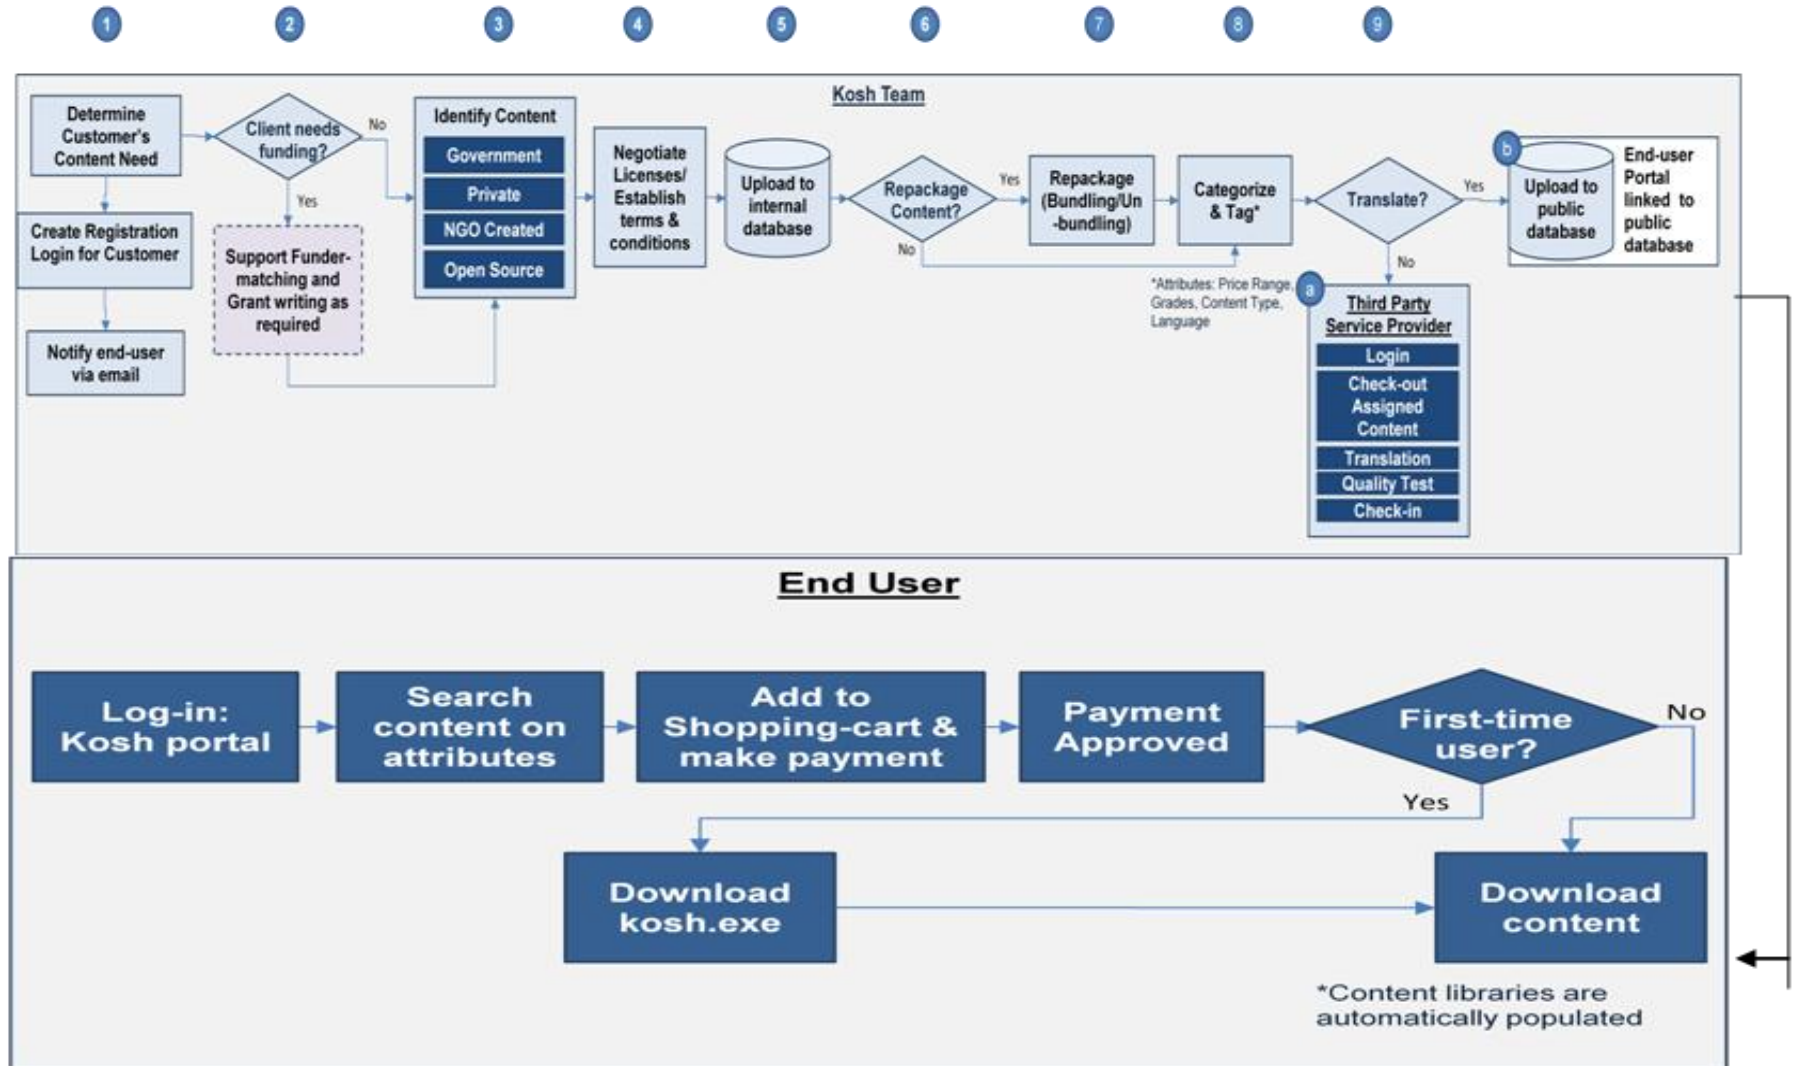 1
2
3
4
5
6
7
8
9
Kosh Team
Determine
Customer's
Content Need
Create Registration
Login for Customer
Notify end-user
via email
Client needs
funding?
No
Yes
Support Funder-
matching and
Grant writing as
required
Identify Content
Government
Private
NGO Created
Open Source
Negotiate
Licenses/
Establish
terms &
conditions
Upload to
internal
database
Repackage
Content?
Yes
No
Repackage
(Bundling/Un
-bundling)
Categorize
& Tag*
*Attributes: Price Range,
Grades, Content Type,
Language
Translate?
Yes
No
a
Third Party
Service Provider
Login
Check-out
Assigned
Content
Translation
Quality Test
Check-in
b
Upload to
public
database
End-user
Portal
linked to
public
database
End User
Log-in:
Kosh portal
Search
content on
attributes
Add to
Shopping-cart &
make payment
Payment
Approved
First-time
user?
No
Yes
Download
kosh.exe
Download
content
*Content libraries are
automatically populated